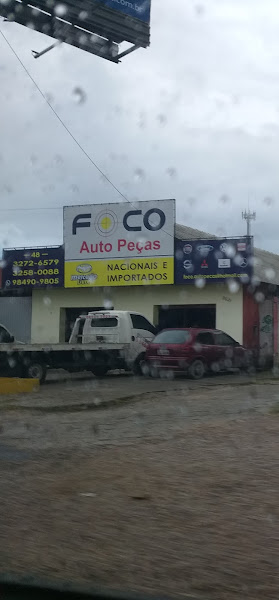 FOCO
Auto Peças
NACIONAIS E
IMPORTADOS
48
3272-6579
3258-0088
98490-9805